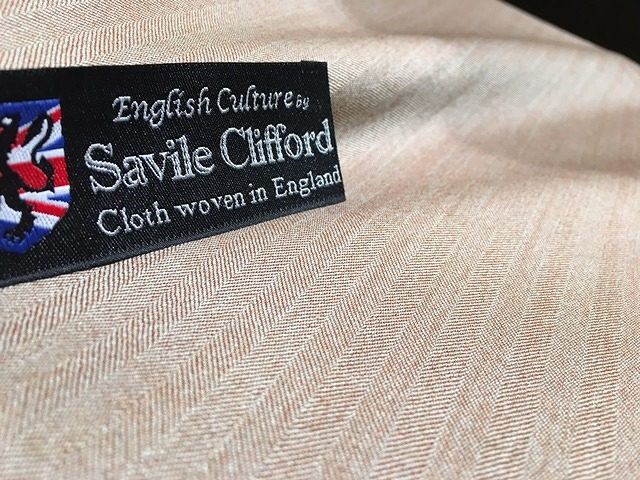 English Culture by
Savile Clifford
Cloth woven in England